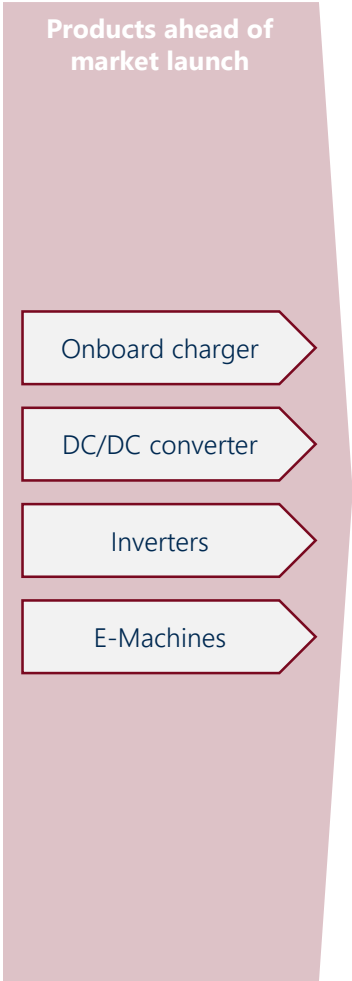 Products ahead of
market launch
Onboard charger
DC/DC converter
Inverters
E-Machines